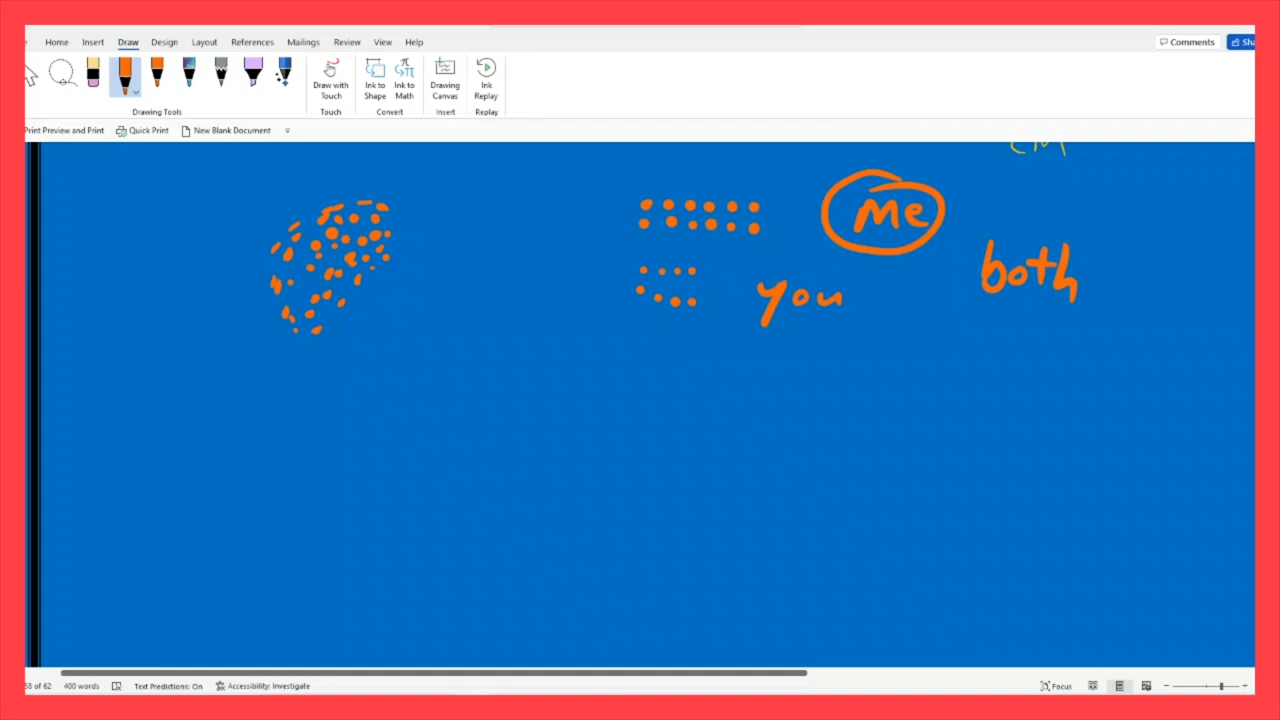 Home Insert Draw Design Layout References Mailings Review View Help Comments
Draw with Touch
Ink to Shape
Ink to Math
Drawing Canvas
Ink Replay
Drawing Tools Touch Convert Insert Replay
Print Preview and Print Quick Print New Blank Document
Me
both
you
of 62 400 words Text Predictions: On Accessibility: Investigate Focus